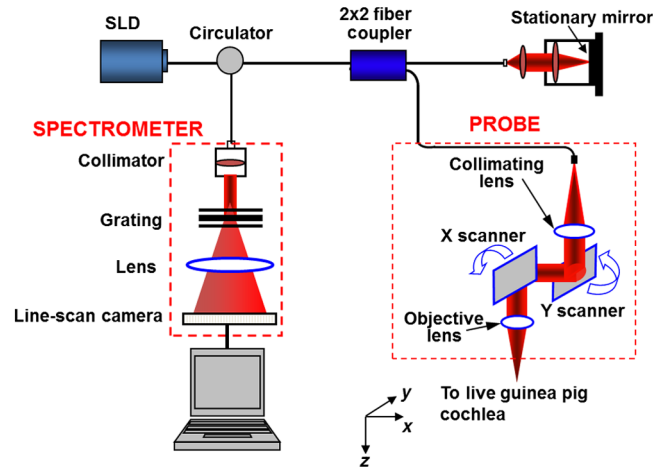 SLD
Circulator
2x2 fiber
coupler
Stationary mirror
SPECTROMETER
Collimator
Grating
Lens
Line-scan camera
PROBE
Collimating
lens
X scanner
Y scanner
Objective
lens
To live guinea pig
cochlea
y
x
z